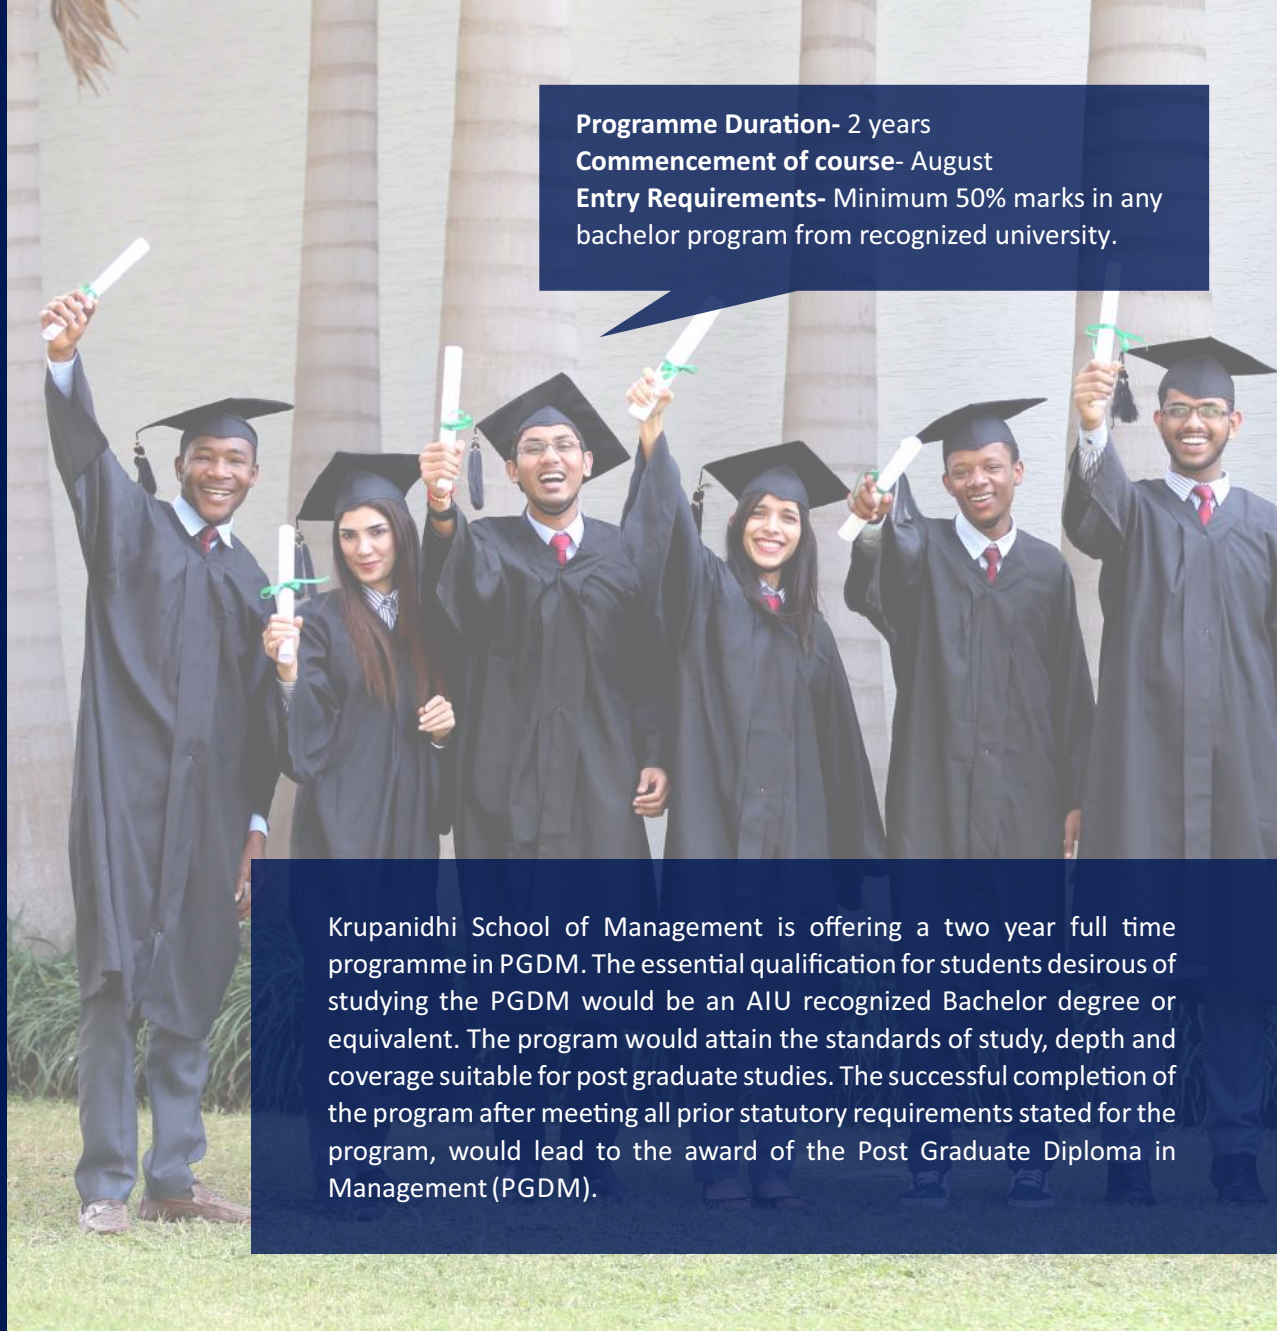 Programme Duration- 2 years
Commencement of course- August
Entry Requirements- Minimum 50% marks in any
bachelor program from recognized university.
Krupanidhi School of Management is offering a two year full time
programme in PGDM. The essential qualification for students desirous of
studying the PGDM would be an AIU recognized Bachelor degree or
equivalent. The program would attain the standards of study, depth and
coverage suitable for post graduate studies. The successful completion of
the program after meeting all prior statutory requirements stated for the
program, would lead to the award of the Post Graduate Diploma in
Management (PGDM).